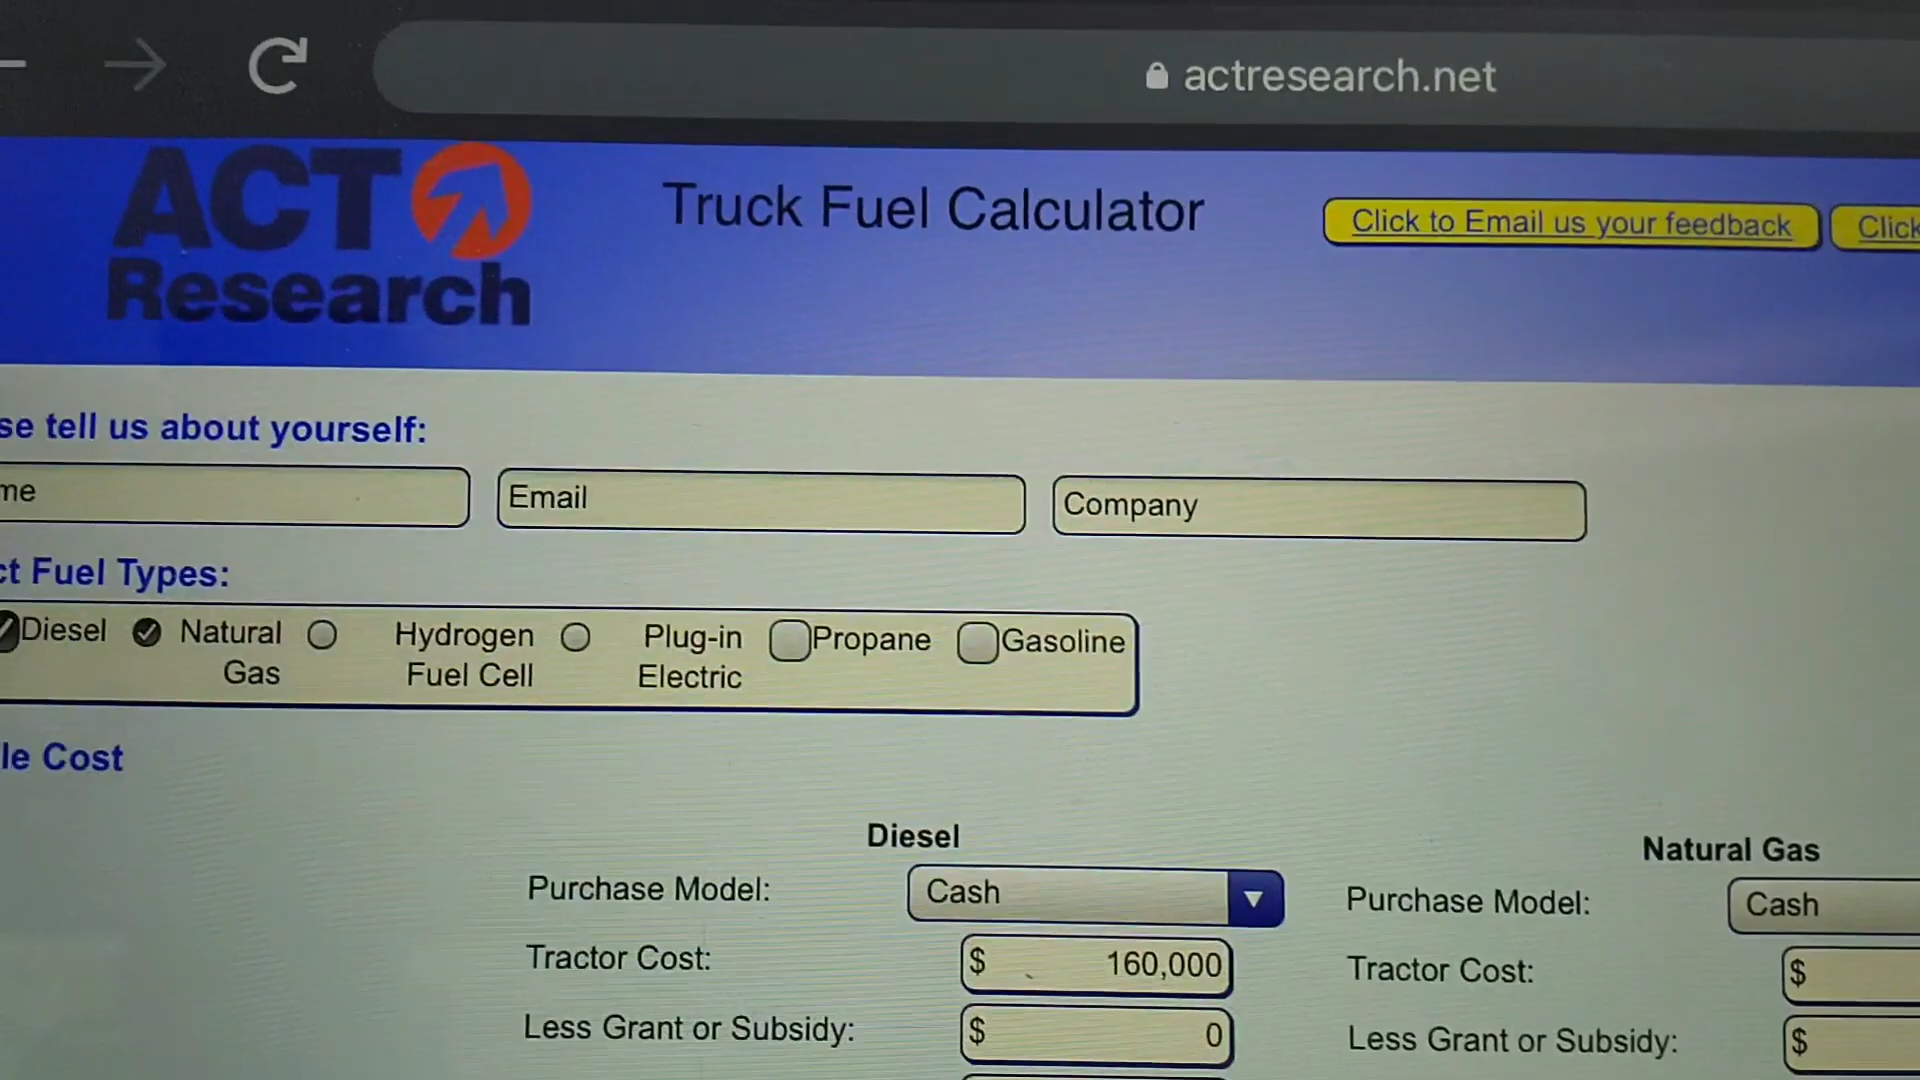 actresearch.net
ACT
Research
Truck Fuel Calculator
Click to Email us your feedback
Click
se tell us about yourself:
me
Email
Company
ct Fuel Types:
Diesel
Natural Gas
Hydrogen Fuel Cell
Plug-in Electric
Propane
Gasoline
le Cost
Diesel
Natural Gas
Purchase Model: Cash
Purchase Model: Cash
Tractor Cost: $ 160,000
Tractor Cost: $
Less Grant or Subsidy: $ 0
Less Grant or Subsidy: $